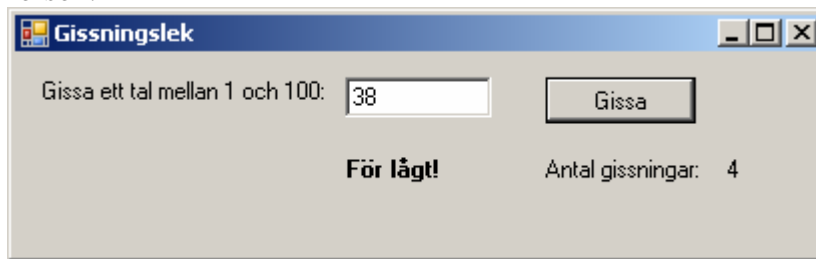 Gissningslek
Gissa ett tal mellan 1 och 100: 38 Gissa
För lågt! Antal gissningar: 4